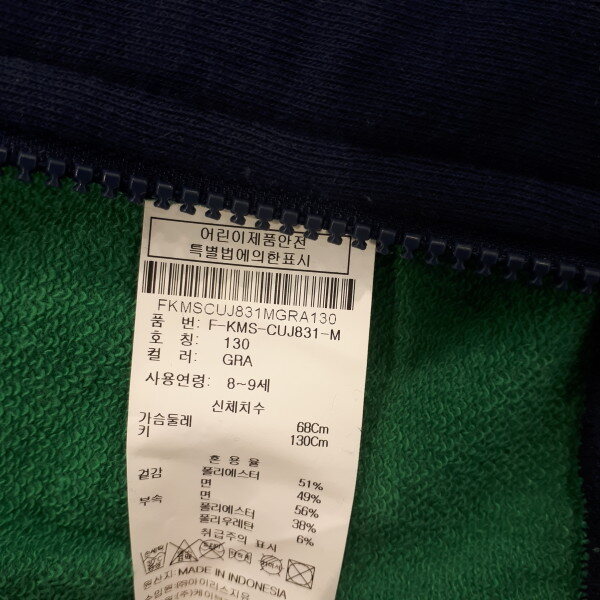 어린이제품안전
특별법에의한표시
FKMSCUJ831MGRA130
품 번: F-KMS-CUJ831-M
호 칭: 130
컬 러: GRA
사용연령: 8~9세
신체치수
가슴둘레 68Cm
키 130Cm
혼 용 율
겉감 폴리에스터 51%
면 49%
부속 면 56%
폴리에스터 38%
폴리우레탄 6%
취급주의 표시
원산지: MADE IN INDONESIA